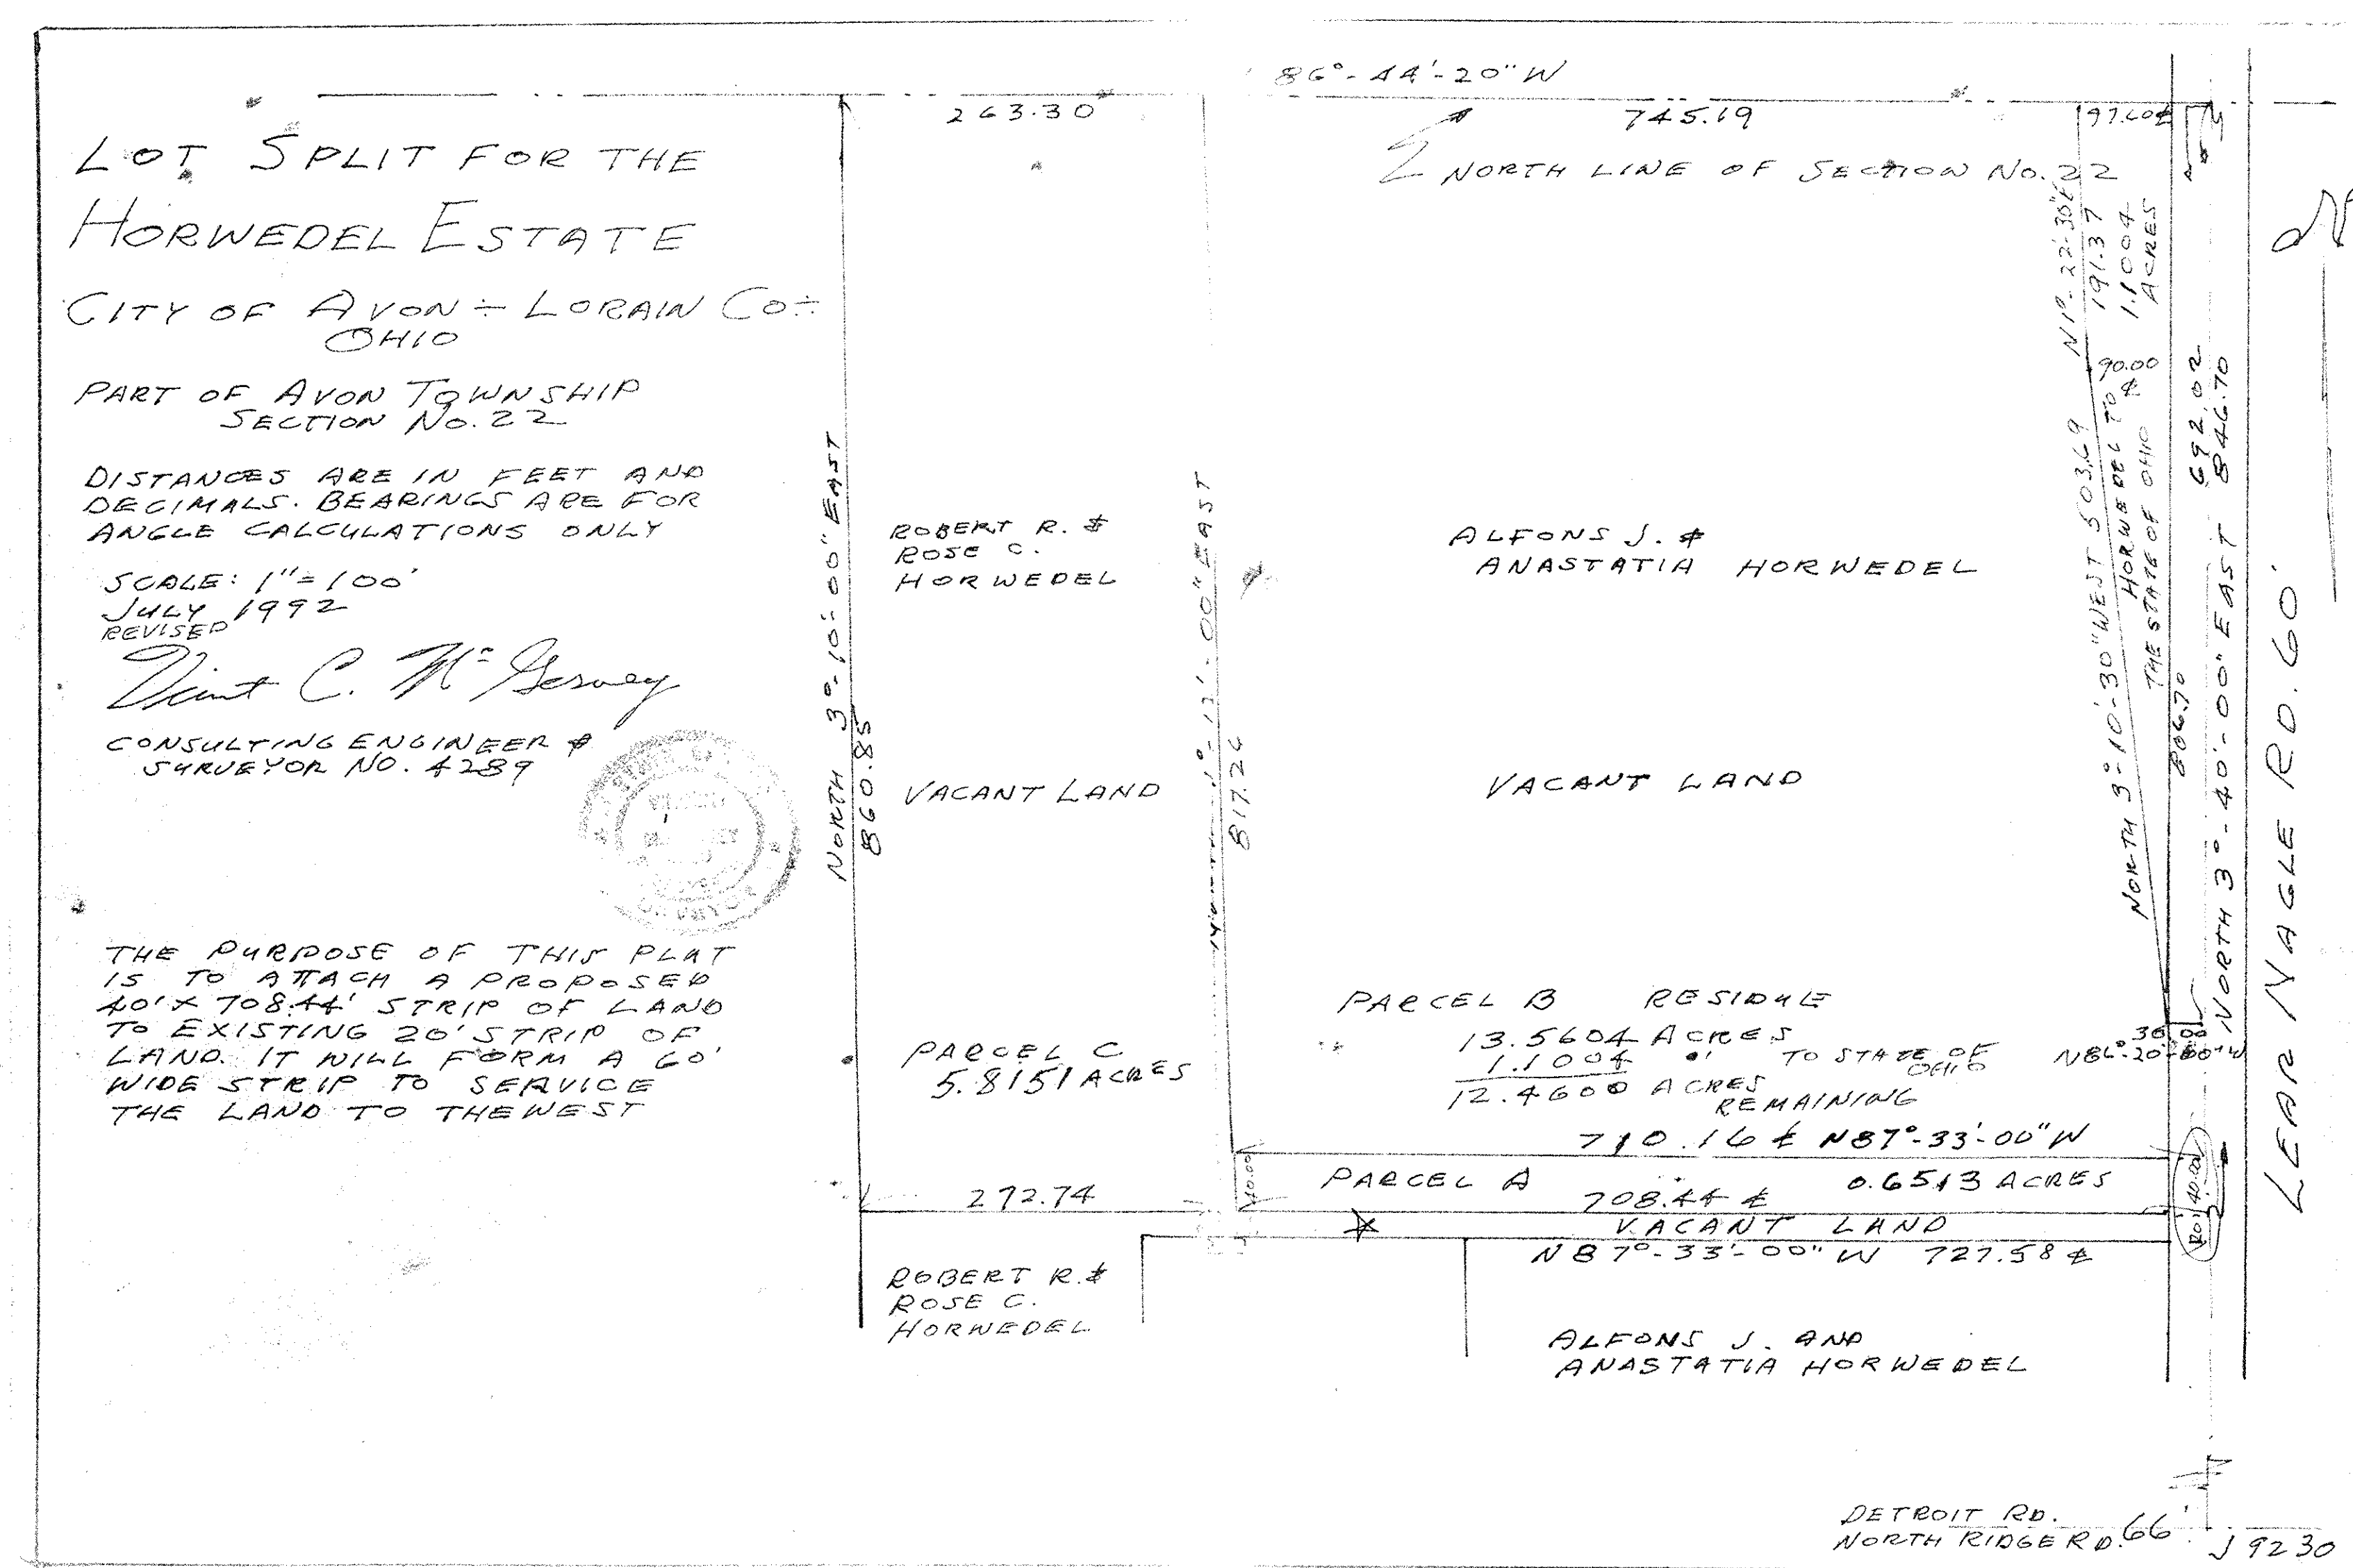 LOT SPLIT FOR THE
HORWEDEL ESTATE
CITY OF AVON ÷ LORAIN CO ÷
OHIO
PART OF AVON TOWNSHIP
SECTION NO. 22
DISTANCES ARE IN FEET AND
DECIMALS. BEARINGS ARE FOR
ANGLE CALCULATIONS ONLY
SCALE: 1" = 100'
JULY 1992
REVISED
CONSULTING ENGINEER &
SURVEYOR NO. 4289
THE PURPOSE OF THIS PLAT
IS TO ATTACH A PROPOSED
40' X 708.44' STRIP OF LAND
TO EXISTING 20' STRIP OF
LAND. IT WILL FORM A 60'
WIDE STRIP TO SERVICE
THE LAND TO THE WEST
86°-44'-20" W
263.30
745.19
97.60 ⅊
NORTH LINE OF SECTION NO. 22
NORTH 3°-10'-00" EAST
860.85
ROBERT R. &
ROSE C.
HORWEDEL
VACANT LAND
PARCEL C
5.8151 ACRES
272.74
ROBERT R. &
ROSE C.
HORWEDEL
00" EAST
817.26
ALFONS J. &
ANASTATIA HORWEDEL
VACANT LAND
PARCEL B RESIDUE
13.5604 ACRES
1.1004 " TO STATE OF
OHIO
12.4600 ACRES
REMAINING
710.16 ⅊ N87°-33'-00" W
40.00
PARCEL A 0.6513 ACRES
708.44 ⅊
VACANT LAND
N87°-33'-00" W 727.58 ⅊
ALFONS J. AND
ANASTATIA HORWEDEL
N1°-22'-30" E
191.37
1.1004
ACRES
90.00
NORTH 3°-10'-30" WEST 503.69
HORWEDEL TO
THE STATE OF OHIO
692.02
846.70
806.70
NORTH 3°-40'-00" EAST
30.00
40.00
20
LEAR NAGLE RD. 60'
DETROIT RD.
NORTH RIDGE RD. 66'
J 9230